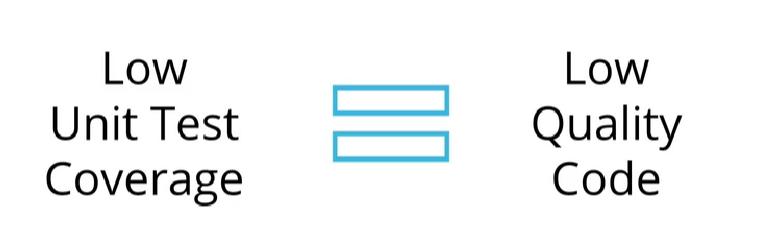 Low
Unit Test
Coverage
Low
Quality
Code